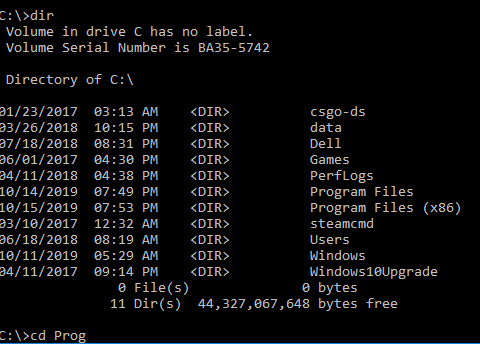 C:\>dir
 Volume in drive C has no label.
 Volume Serial Number is BA35-5742

 Directory of C:\

01/23/2017  03:13 AM    <DIR>          csgo-ds
03/26/2018  10:15 PM    <DIR>          data
07/18/2018  08:31 PM    <DIR>          Dell
06/01/2017  04:30 PM    <DIR>          Games
04/11/2018  04:38 PM    <DIR>          PerfLogs
10/14/2019  07:49 PM    <DIR>          Program Files
10/15/2019  07:53 PM    <DIR>          Program Files (x86)
03/10/2017  12:32 AM    <DIR>          steamcmd
06/18/2018  08:19 AM    <DIR>          Users
10/11/2019  05:29 AM    <DIR>          Windows
04/11/2017  09:14 PM    <DIR>          Windows10Upgrade
               0 File(s)              0 bytes
              11 Dir(s)  44,327,067,648 bytes free

C:\>cd Prog